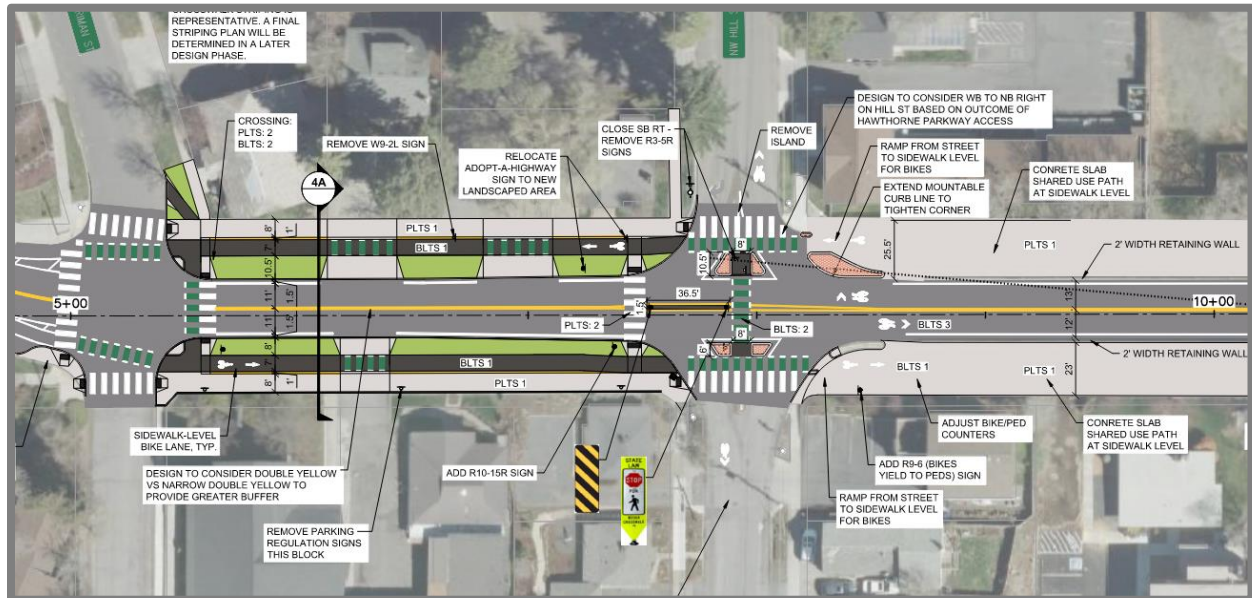 CROSSWALK STRIPING IS
REPRESENTATIVE. A FINAL
STRIPING PLAN WILL BE
DETERMINED IN A LATER
DESIGN PHASE.
RMAN ST
NW HILL S
CROSSING:
PLTS: 2
BLTS: 2
REMOVE W9-2L SIGN
4A
RELOCATE
ADOPT-A-HIGHWAY
SIGN TO NEW
LANDSCAPED AREA
CLOSE SB RT -
REMOVE R3-5R
SIGNS
REMOVE
ISLAND
DESIGN TO CONSIDER WB TO NB RIGHT
ON HILL ST BASED ON OUTCOME OF
HAWTHORNE PARKWAY ACCESS
RAMP FROM STREET
TO SIDEWALK LEVEL
FOR BIKES
EXTEND MOUNTABLE
CURB LINE TO
TIGHTEN CORNER
CONRETE SLAB
SHARED USE PATH
AT SIDEWALK LEVEL
PLTS 1
BLTS 1
8'
1'
7'
10.5'
11'
1.5'
11'
1.5'
8'
7'
8'
1'
8'
10.5'
36.5'
1.5'
PLTS: 2
BLTS: 2
8'
6'
25.5'
PLTS 1
2' WIDTH RETAINING WALL
13'
12'
23'
5+00
10+00
BLTS 3
2' WIDTH RETAINING WALL
BLTS 1
PLTS 1
BLTS 1
PLTS 1
SIDEWALK-LEVEL
BIKE LANE, TYP.
DESIGN TO CONSIDER DOUBLE YELLOW
VS NARROW DOUBLE YELLOW TO
PROVIDE GREATER BUFFER
REMOVE PARKING
REGULATION SIGNS
THIS BLOCK
ADD R10-15R SIGN
STATE
LAW
STOP
FOR
ADJUST BIKE/PED
COUNTERS
ADD R9-6 (BIKES
YIELD TO PEDS) SIGN
RAMP FROM STREET
TO SIDEWALK LEVEL
FOR BIKES
CONRETE SLAB
SHARED USE PATH
AT SIDEWALK LEVEL